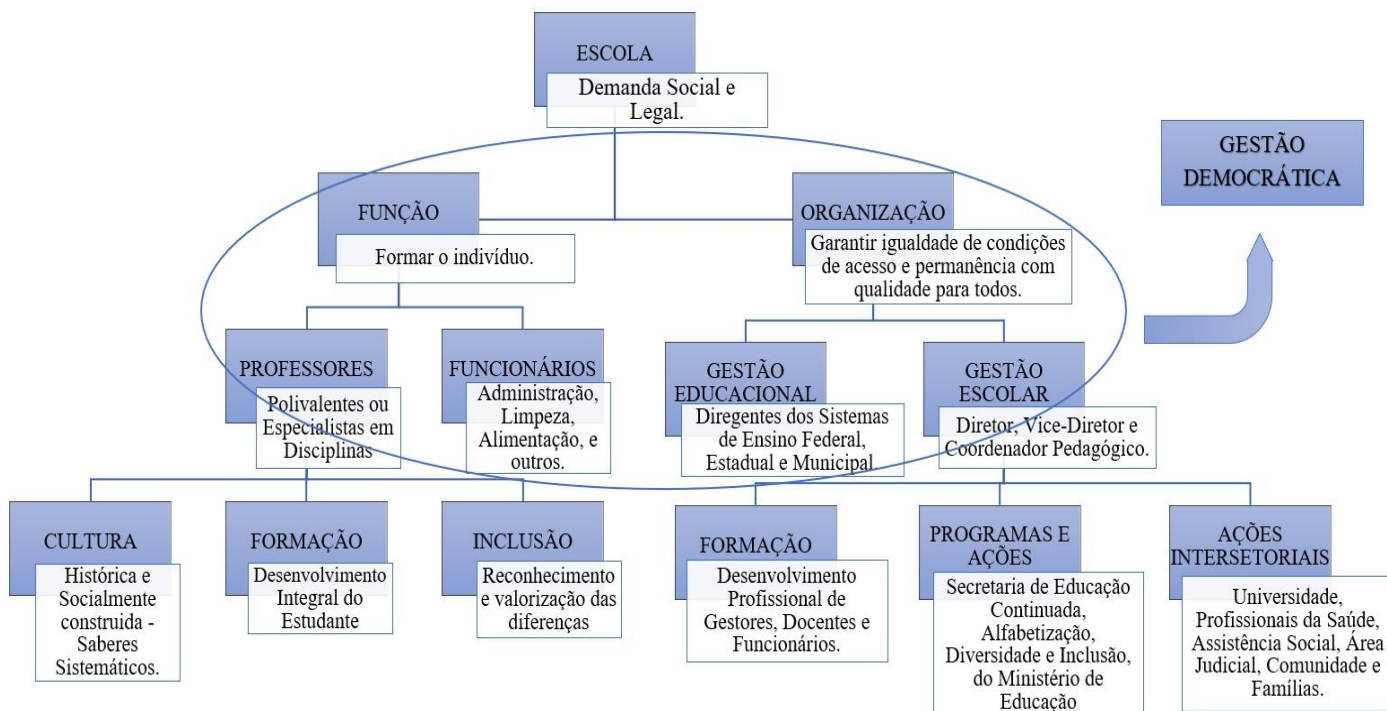 ESCOLA
Demanda Social e
Legal.
GESTÃO
DEMOCRÁTICA
FUNÇÃO
Formar o indivíduo.
ORGANIZAÇÃO
Garantir igualdade de condições
de acesso e permanência com
qualidade para todos.
PROFESSORES
Polivalentes ou
Especialistas em
Disciplinas
FUNCIONÁRIOS
Administração,
Limpeza,
Alimentação, e
outros.
GESTÃO
EDUCACIONAL
Diregentes dos Sistemas
de Ensino Federal,
Estadual e Municipal.
GESTÃO
ESCOLAR
Diretor, Vice-Diretor e
Coordenador Pedagógico.
CULTURA
Histórica e
Socialmente
construida -
Saberes
Sistemáticos.
FORMAÇÃO
Desenvolvimento
Integral do
Estudante
INCLUSÃO
Reconhecimento
e valorização das
diferenças
FORMAÇÃO
Desenvolvimento
Profissional de
Gestores, Docentes e
Funcionários.
PROGRAMAS E
AÇÕES
Secretaria de Educação
Continuada,
Alfabetização,
Diversidade e Inclusão,
do Ministério de
Educação
AÇÕES
INTERSETORIAIS
Universidade,
Profissionais da Saúde,
Assistência Social, Área
Judicial, Comunidade e
Famílias.